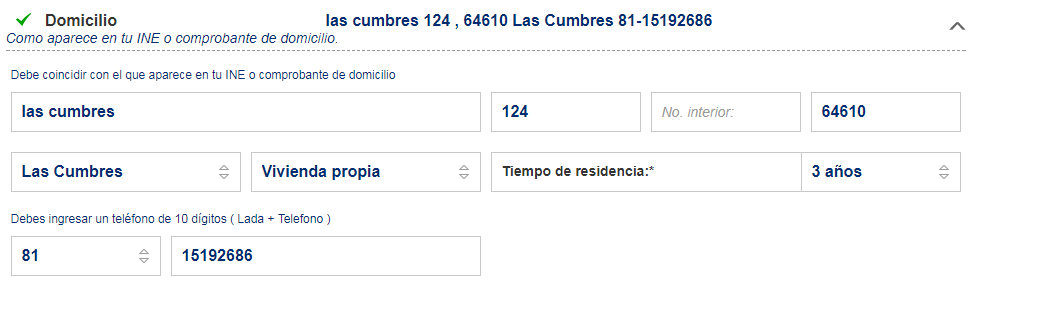 Domicilio las cumbres 124 , 64610 Las Cumbres 81-15192686
Como aparece en tu INE o comprobante de domicilio.
Debe coincidir con el que aparece en tu INE o comprobante de domicilio
las cumbres 124 No. interior: 64610
Las Cumbres Vivienda propia Tiempo de residencia:* 3 años
Debes ingresar un teléfono de 10 dígitos ( Lada + Telefono )
81 15192686